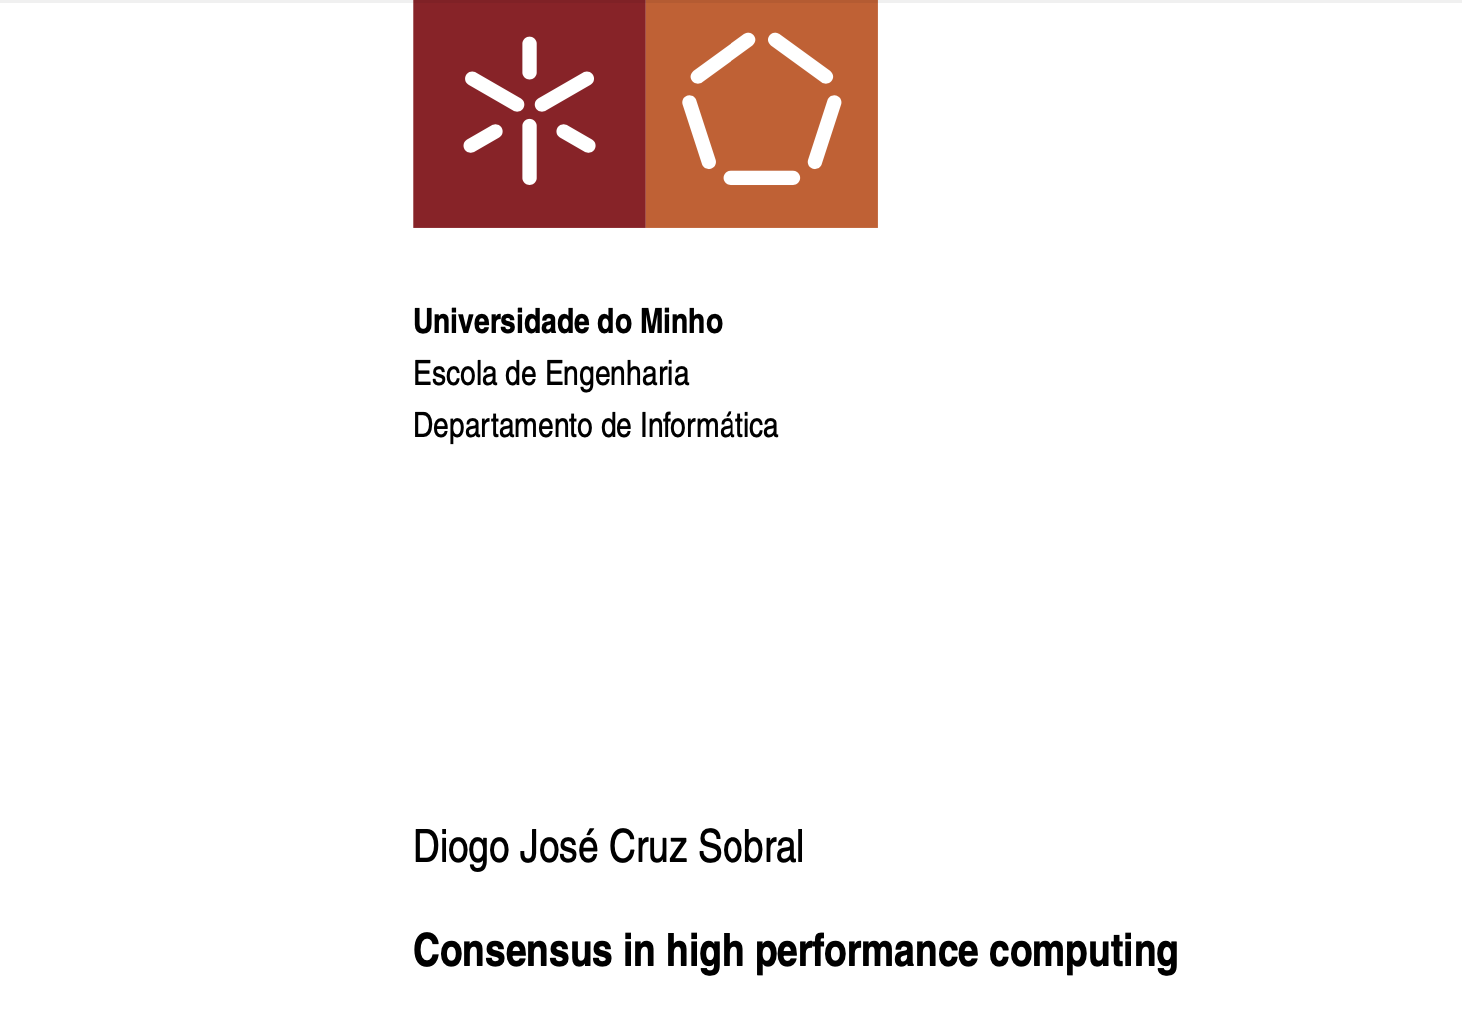 Universidade do Minho
Escola de Engenharia
Departamento de Informática
Diogo José Cruz Sobral
Consensus in high performance computing